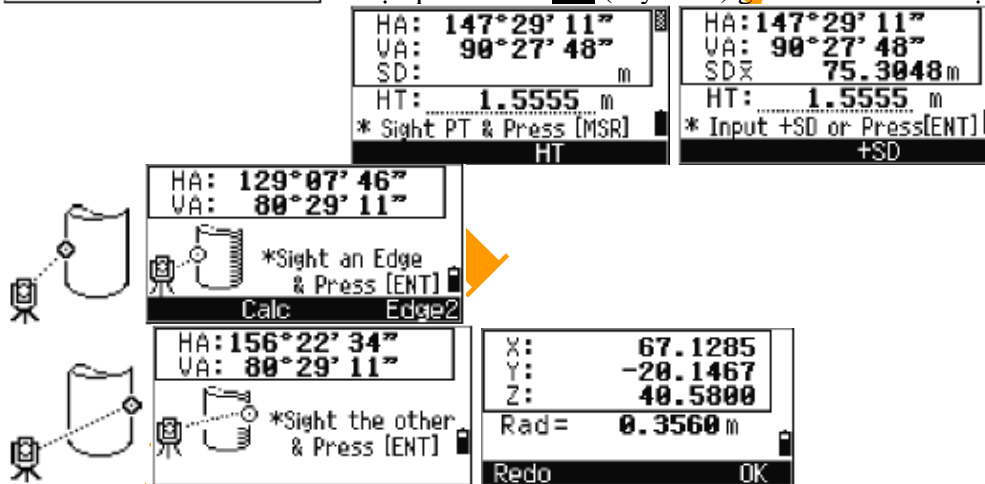 HA: 147°29' 11"
VA: 90°27' 48"
SD: m
HT: 1.5555 m
* Sight PT & Press [MSR]
HT
HA:147°29' 11"
VA: 90°27' 48"
SDx̅ 75.3048m
HT: 1.5555 m
* Input +SD or Press[ENT]
+SD
HA: 129°07' 46"
VA: 80°29' 11"
*Sight an Edge
& Press [ENT]
Calc Edge2
HA:156°22' 34"
VA: 80°29' 11"
*Sight the other
& Press [ENT]
X: 67.1285
Y: -20.1467
Z: 40.5800
Rad= 0.3560m
Redo OK